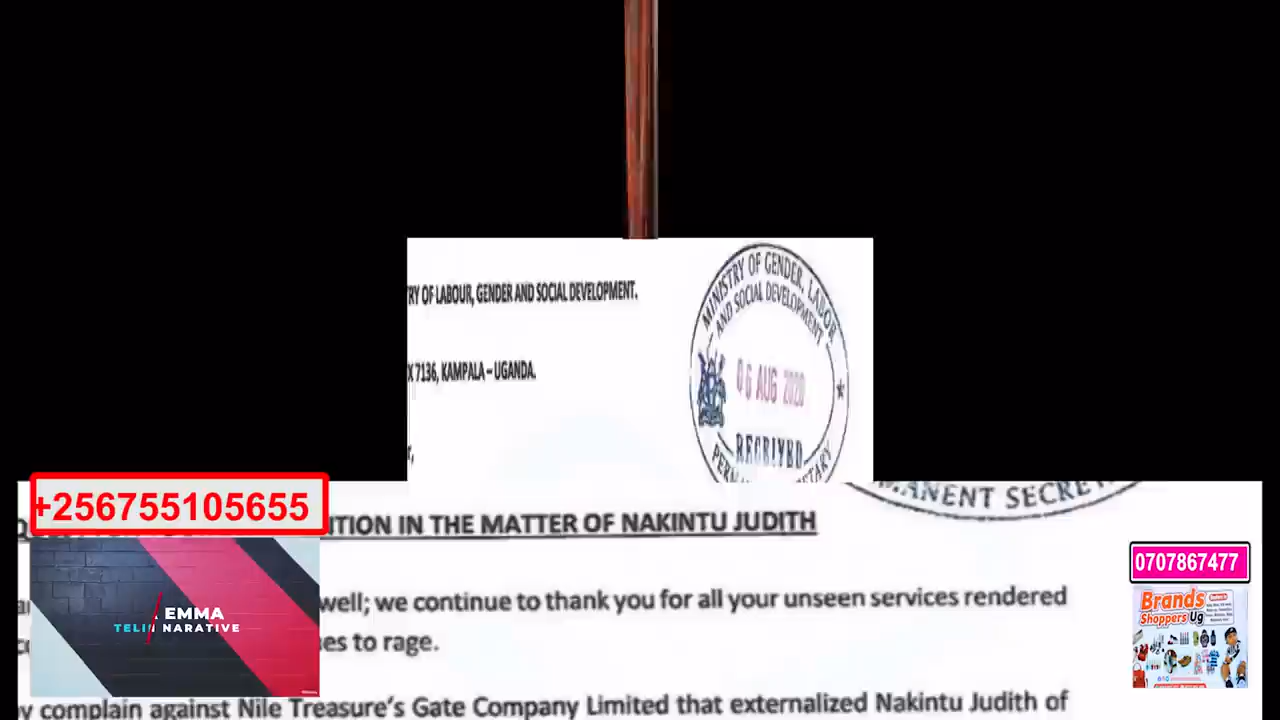 RY OF LABOUR, GENDER AND SOCIAL DEVELOPMENT.
X 7136, KAMPALA – UGANDA.
MINISTRY OF GENDER, LABOR
AND SOCIAL DEVELOPMENT
06 AUG 2020
RECEIVED
MANENT SECRE
+256755105655
TION IN THE MATTER OF NAKINTU JUDITH
0707867477
well; we continue to thank you for all your unseen services rendered
es to rage.
EMMA
NARATIVE
Brands
Shoppers Ug
y complain against Nile Treasure's Gate Company Limited that externalized Nakintu Judith of